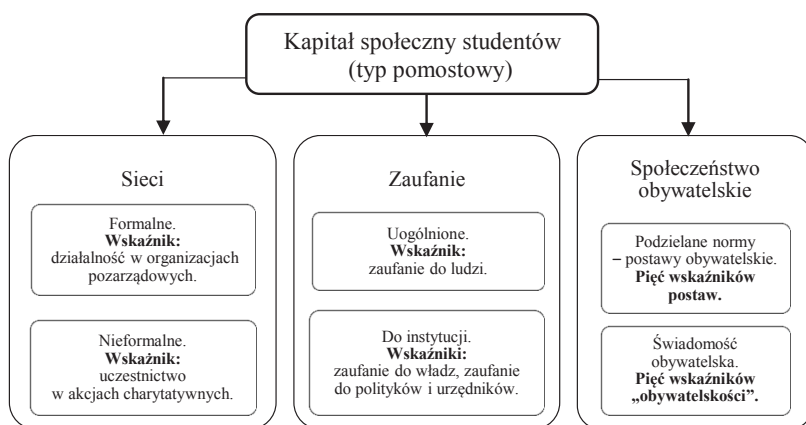 Kapitał społeczny studentów
(typ pomostowy)
Sieci
Formalne.
Wskaźnik:
działalność w organizacjach
pozarządowych.
Nieformalne.
Wskażnik:
uczestnictwo
w akcjach charytatywnych.
Zaufanie
Uogólnione.
Wskaźnik:
zaufanie do ludzi.
Do instytucji.
Wskaźniki:
zaufanie do władz, zaufanie
do polityków i urzędników.
Społeczeństwo
obywatelskie
Podzielane normy
– postawy obywatelskie.
Pięć wskaźników
postaw.
Świadomość
obywatelska.
Pięć wskaźników
„obywatelskości”.